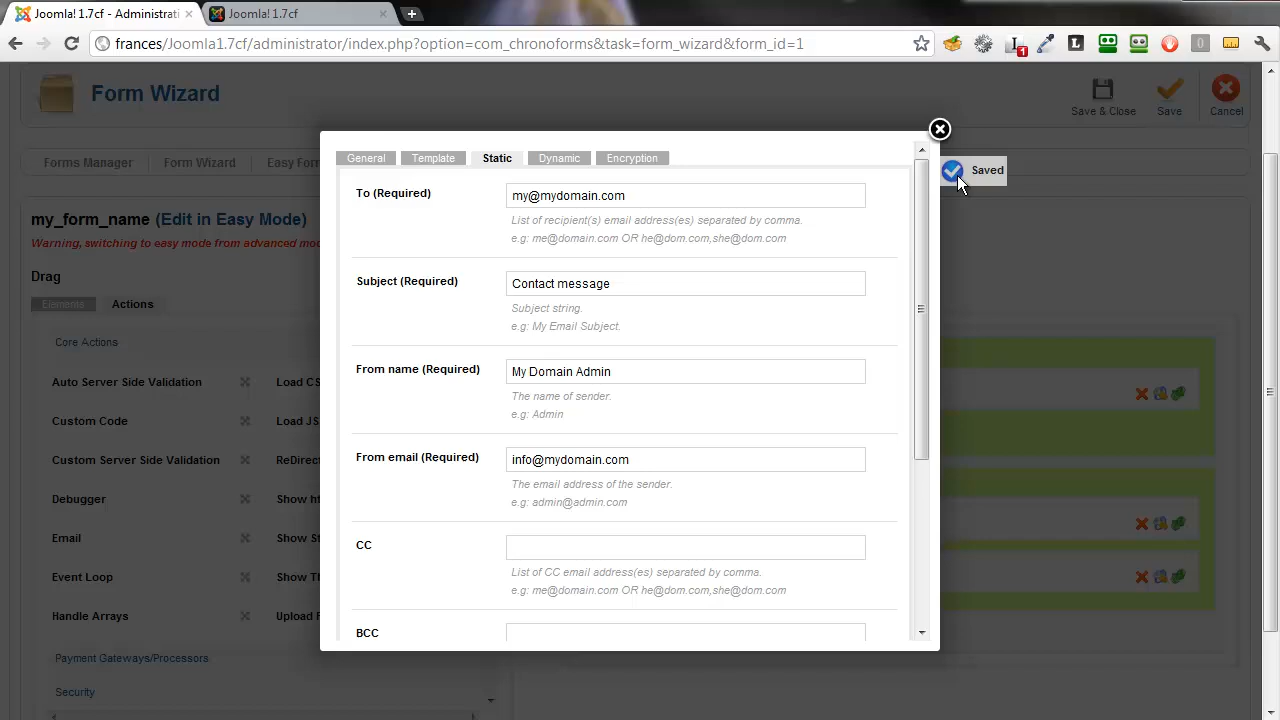 Joomla! 1.7cf - Administrati
Joomla! 1.7cf
frances/Joomla1.7cf/administrator/index.php?option=com_chronoforms&task=form_wizard&form_id=1
1
0
Form Wizard
Save & Close
Save
Cancel
Forms Manager
Form Wizard
Easy Form
my_form_name (Edit in Easy Mode)
Warning, switching to easy mode from advanced mo
Drag
Elements
Actions
Core Actions
Auto Server Side Validation
Load CS
Custom Code
Load JS
Custom Server Side Validation
ReDirect
Debugger
Show ht
Email
Show St
Event Loop
Show Th
Handle Arrays
Upload F
Payment Gateways/Processors
Security
General
Template
Static
Dynamic
Encryption
To (Required)
my@mydomain.com
List of recipient(s) email address(es) separated by comma.
e.g: me@domain.com OR he@dom.com,she@dom.com
Subject (Required)
Contact message
Subject string.
e.g: My Email Subject.
From name (Required)
My Domain Admin
The name of sender.
e.g: Admin
From email (Required)
info@mydomain.com
The email address of the sender.
e.g: admin@admin.com
CC
List of CC email address(es) separated by comma.
e.g: me@domain.com OR he@dom.com,she@dom.com
BCC
Saved